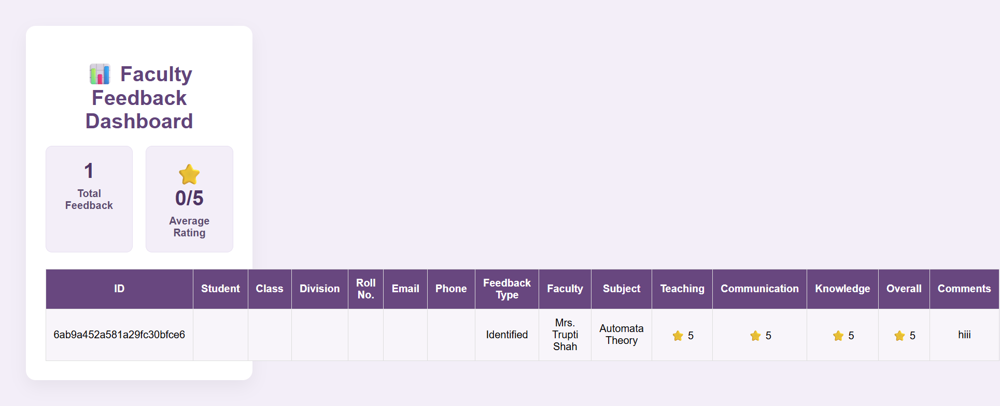 Faculty
Feedback
Dashboard
1
Total
Feedback
0/5
Average
Rating
ID Student Class Division Roll No. Email Phone Feedback Type Faculty Subject Teaching Communication Knowledge Overall Comments
6ab9a452a581a29fc30bfce6 Identified Mrs. Trupti Shah Automata Theory 5 5 5 5 hiii